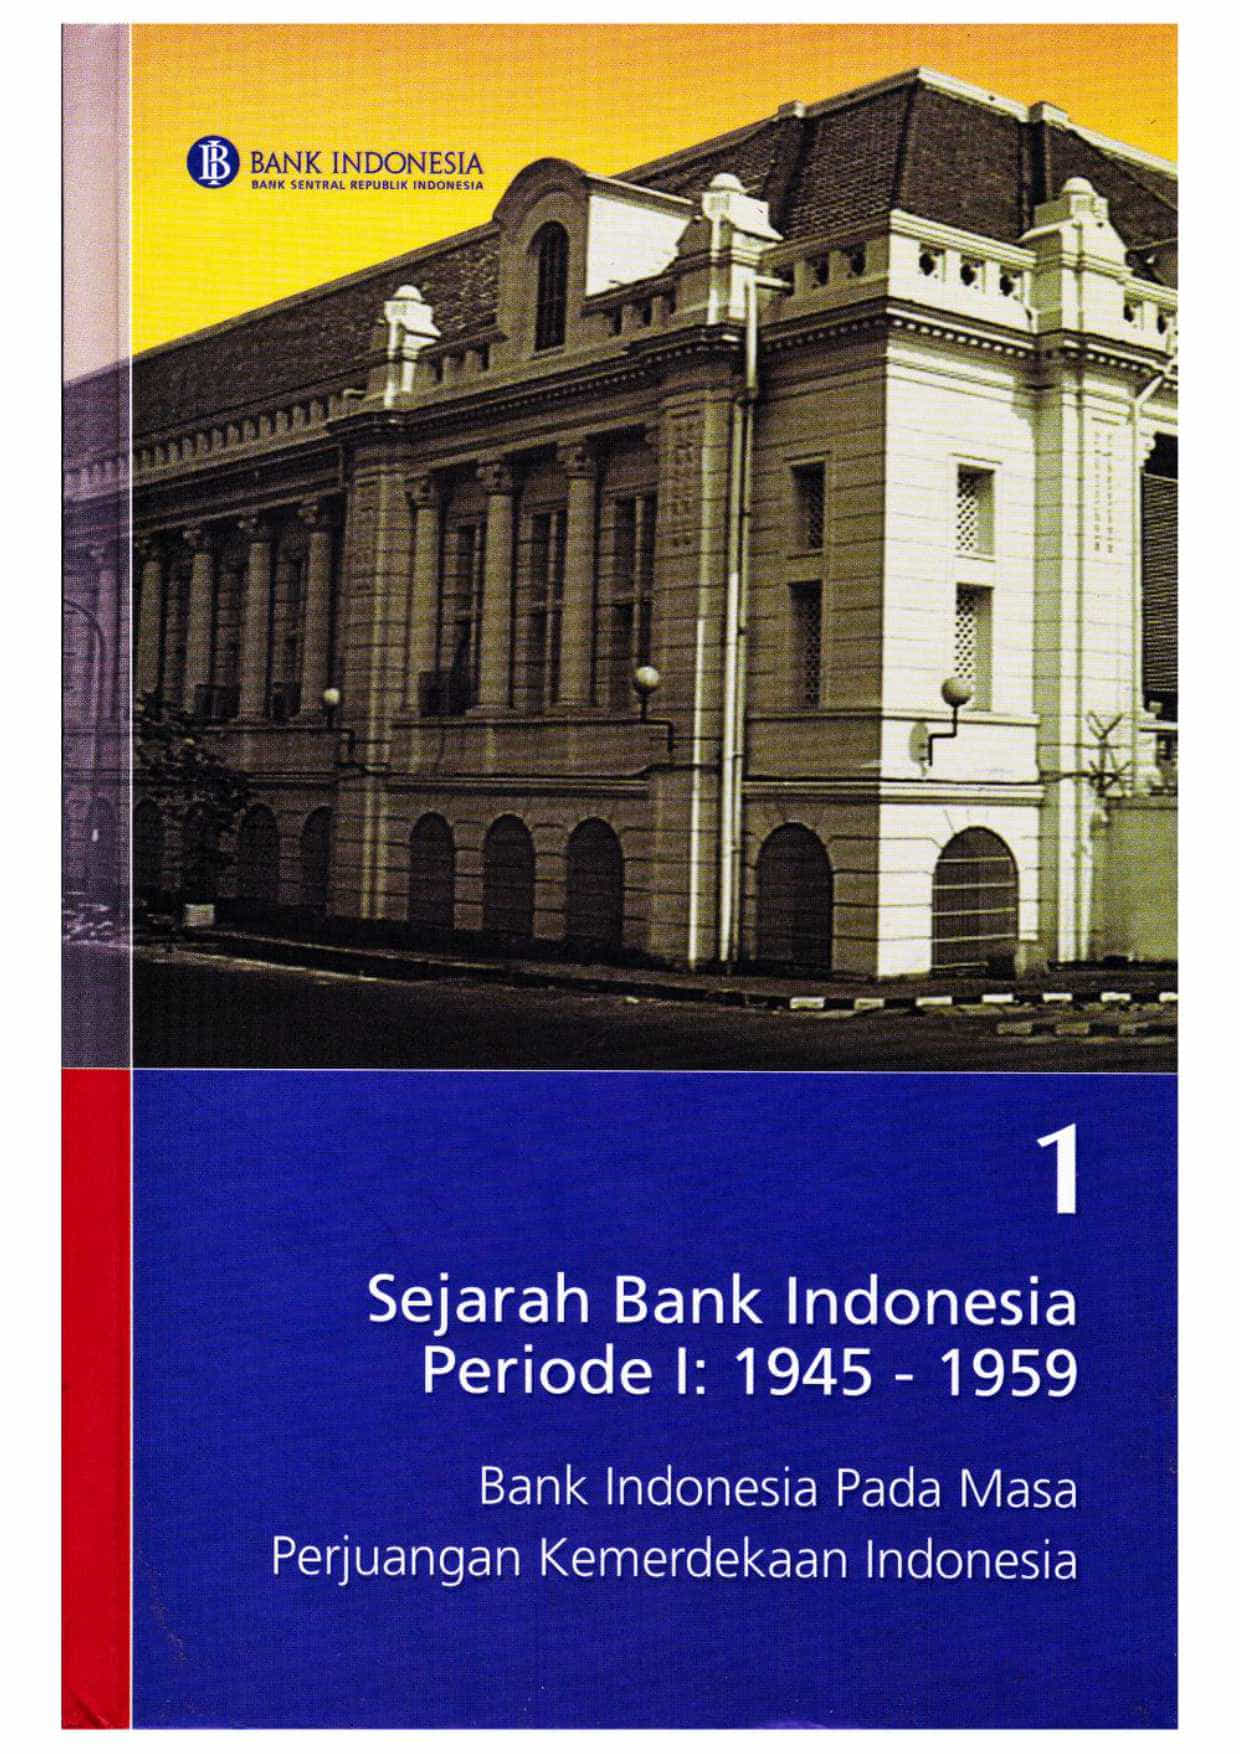 BANK INDONESIA
BANK SENTRAL REPUBLIK INDONESIA
1
Sejarah Bank Indonesia
Periode I: 1945 - 1959
Bank Indonesia Pada Masa
Perjuangan Kemerdekaan Indonesia